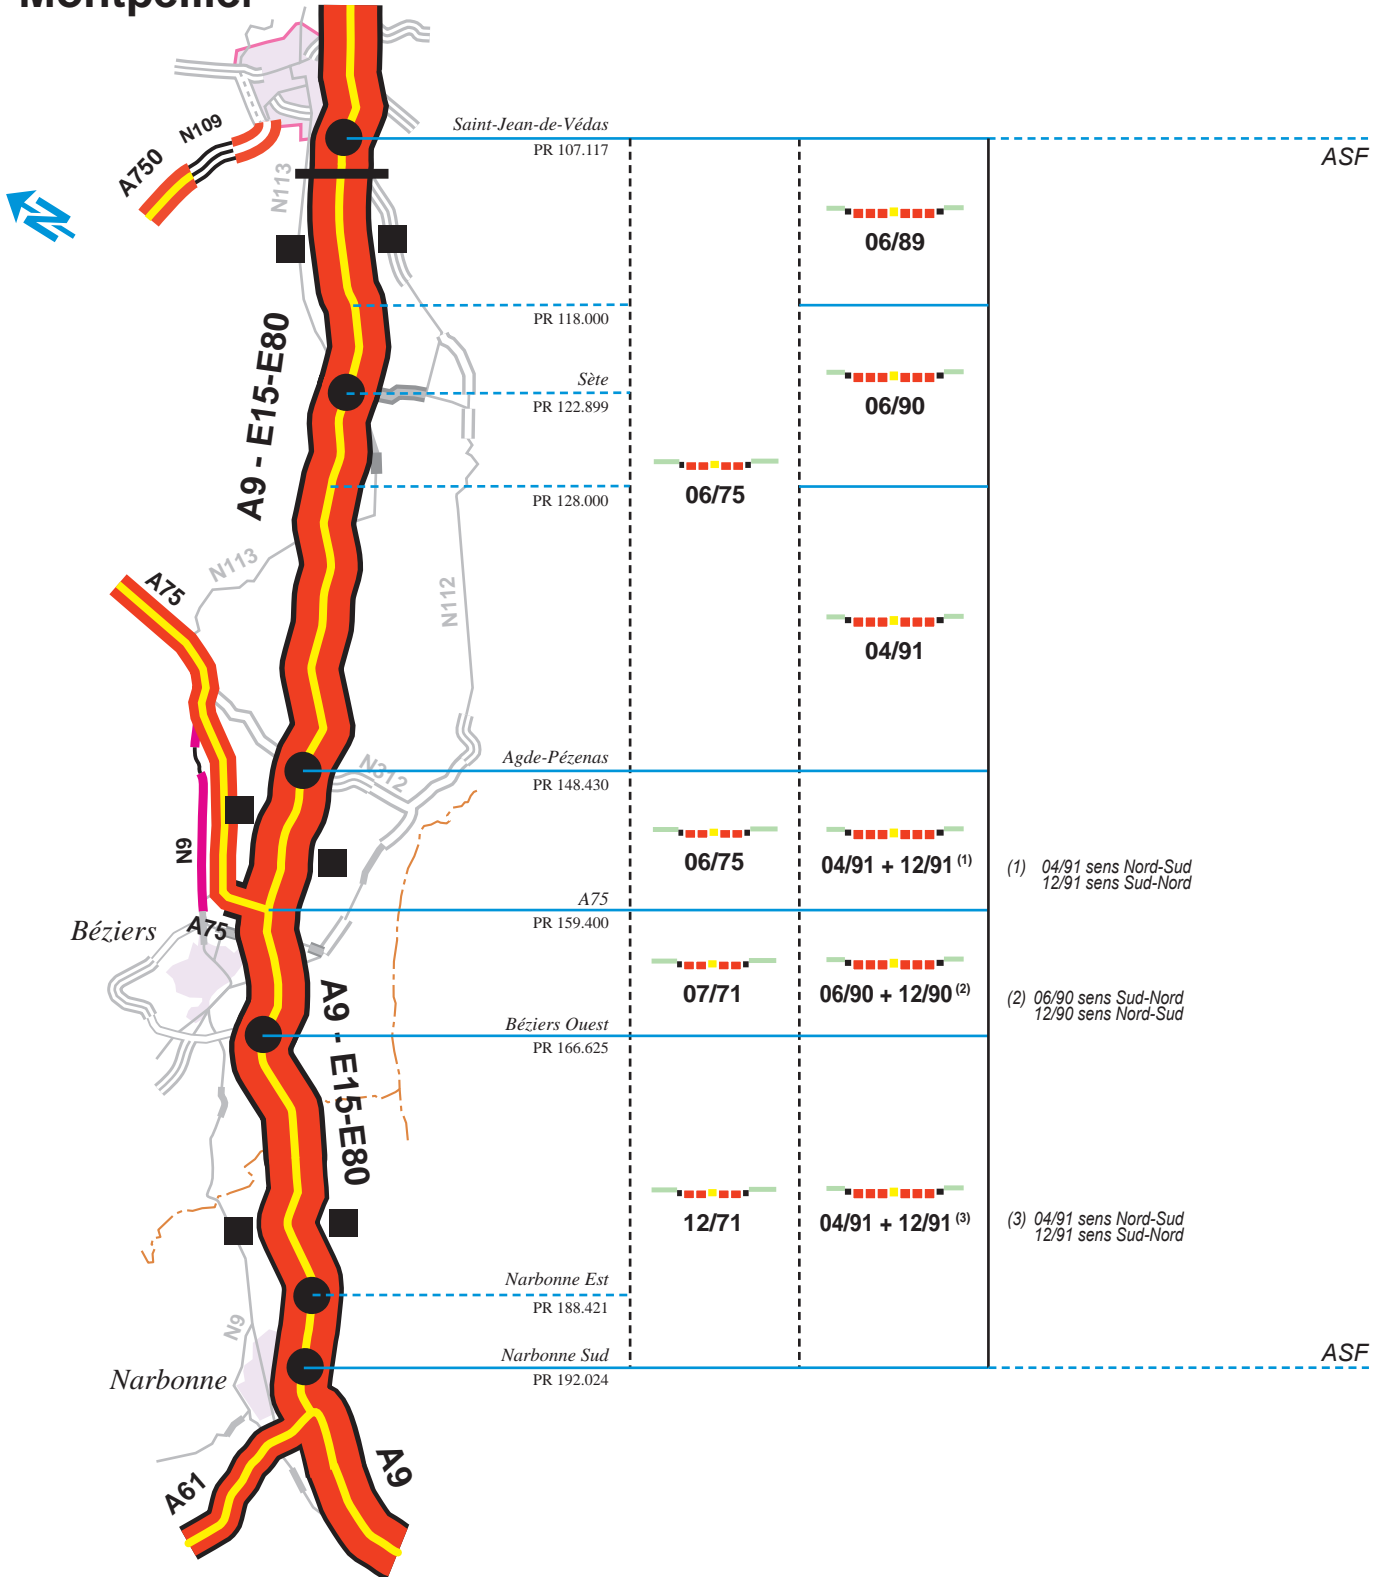 Montpellier
N109
A750
N113
Saint-Jean-de-Védas
PR 107.117
ASF
06/89
PR 118.000
A9 - E15-E80
Sète
PR 122.899
06/90
06/75
PR 128.000
N113
A75
N112
04/91
Agde-Pézenas
PR 148.430
N312
N9
06/75
04/91 + 12/91 (1)
(1) 04/91 sens Nord-Sud
12/91 sens Sud-Nord
A75
PR 159.400
Béziers
A75
07/71
06/90 + 12/90 (2)
(2) 06/90 sens Sud-Nord
12/90 sens Nord-Sud
Béziers Ouest
PR 166.625
A9 - E15-E80
12/71
04/91 + 12/91 (3)
(3) 04/91 sens Nord-Sud
12/91 sens Sud-Nord
Narbonne Est
PR 188.421
N9
Narbonne Sud
PR 192.024
ASF
Narbonne
A61
A9
N